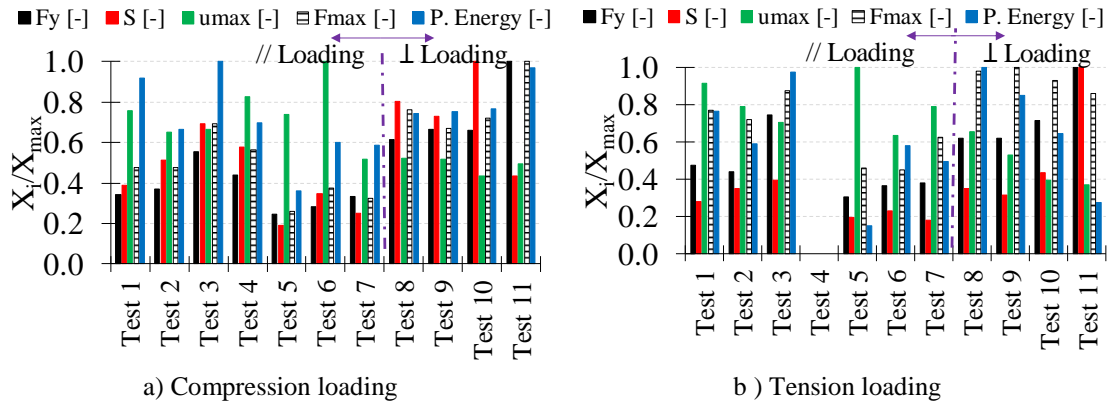 Fy [-] S [-] umax [-] Fmax [-] P. Energy [-]
// Loading ⊥ Loading
X_i/X_max
1.0
0.8
0.6
0.4
0.2
0.0
Test 1
Test 2
Test 3
Test 4
Test 5
Test 6
Test 7
Test 8
Test 9
Test 10
Test 11
a) Compression loading
Fy [-] S [-] umax [-] Fmax [-] P. Energy [-]
// Loading ⊥ Loading
X_i/X_max
1.0
0.8
0.6
0.4
0.2
0.0
Test 1
Test 2
Test 3
Test 4
Test 5
Test 6
Test 7
Test 8
Test 9
Test 10
Test 11
b ) Tension loading